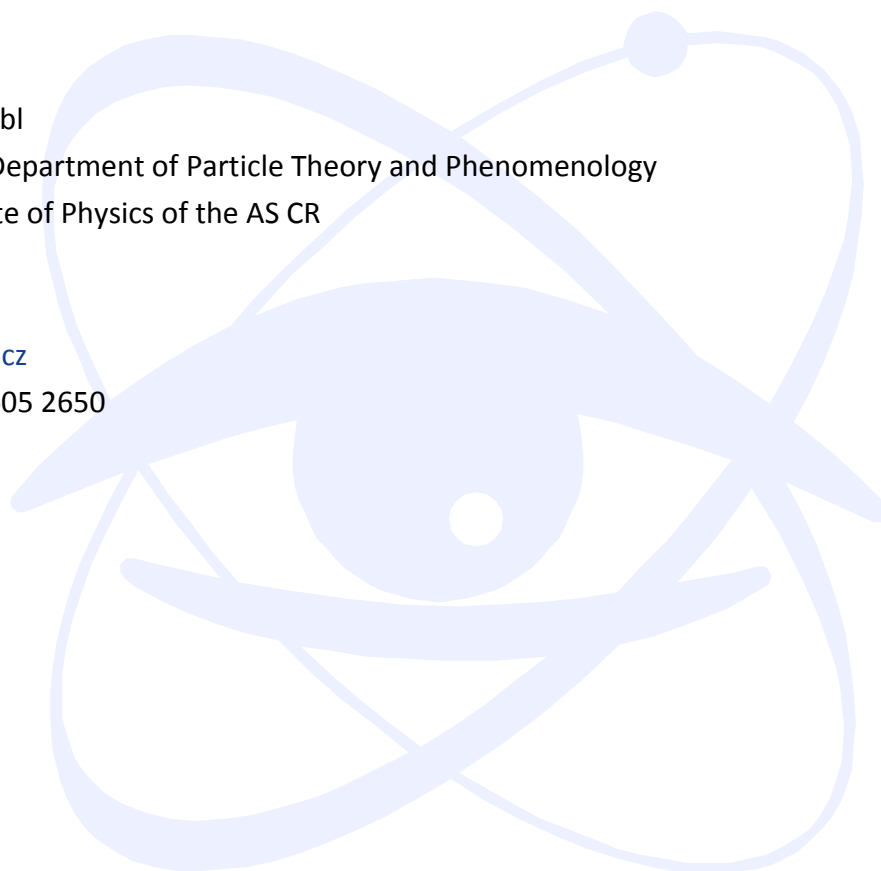 bl
Department of Particle Theory and Phenomenology
te of Physics of the AS CR
cz
05 2650